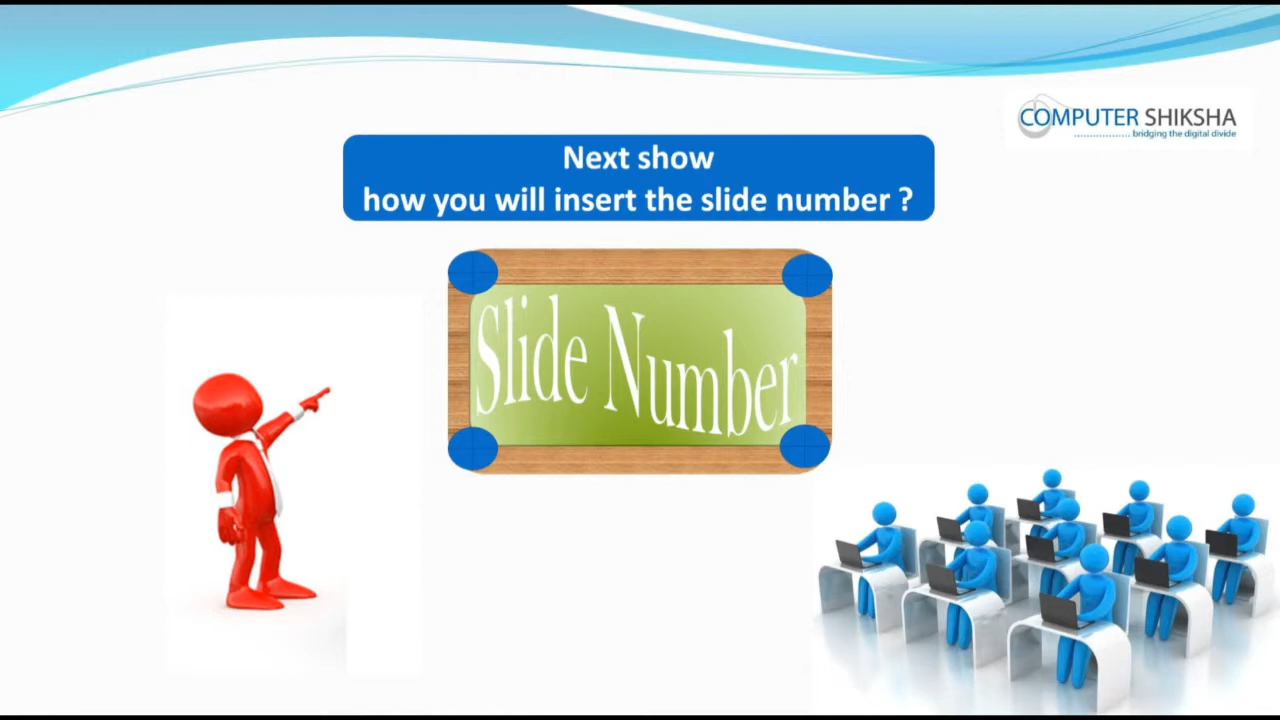 COMPUTER SHIKSHA
bridging the digital divide
Next show
how you will insert the slide number ?
Slide Number